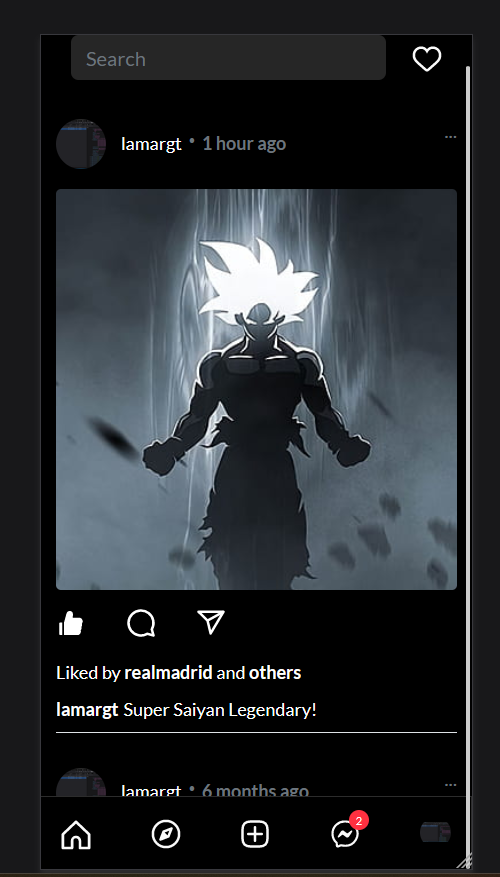 Search
lamargt • 1 hour ago
Liked by realmadrid and others
lamargt Super Saiyan Legendary!
lamargt • 6 months ago
2